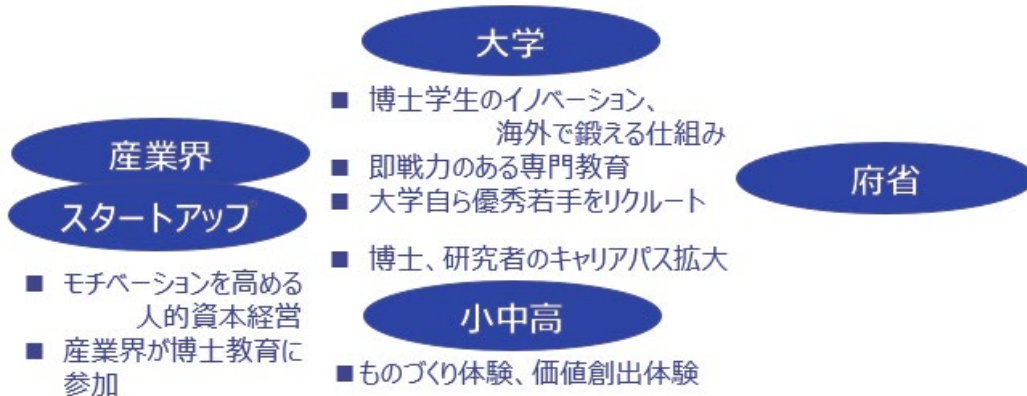 大学
■ 博士学生のイノベーション、
海外で鍛える仕組み
■ 即戦力のある専門教育
■ 大学自ら優秀若手をリクルート
■ 博士、研究者のキャリアパス拡大
産業界
スタートアップ
■ モチベーションを高める
人的資本経営
■ 産業界が博士教育に
参加
府省
小中高
■ものづくり体験、価値創出体験